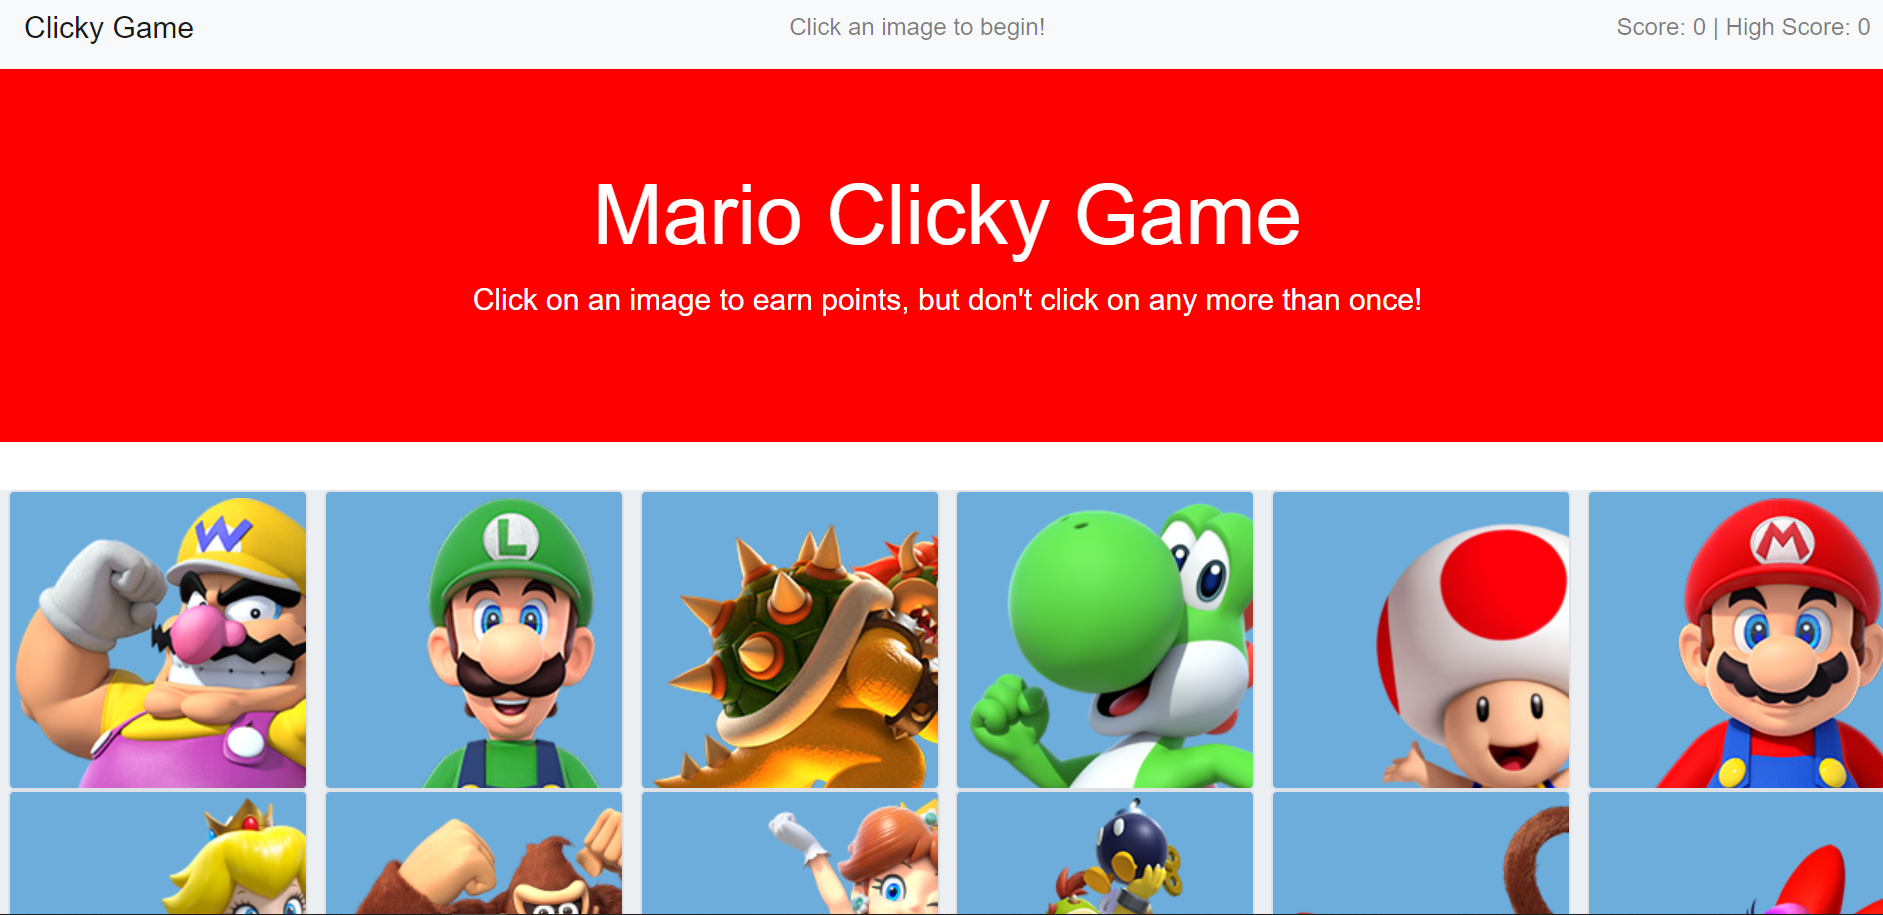 Clicky Game
Click an image to begin!
Score: 0 | High Score: 0
Mario Clicky Game
Click on an image to earn points, but don't click on any more than once!
W
L
M